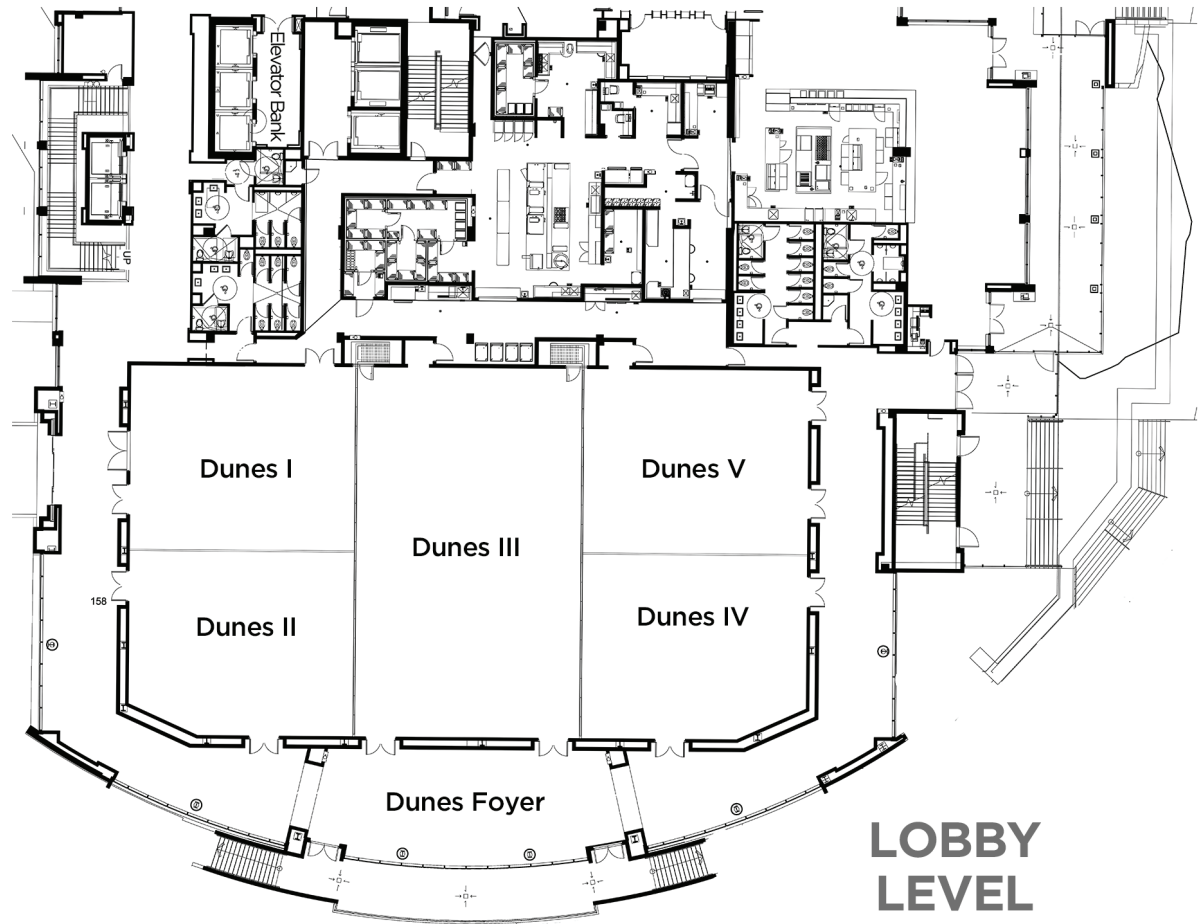 Elevator Bank
UP
Dunes I
Dunes V
Dunes III
158
Dunes II
Dunes IV
Dunes Foyer
LOBBY
LEVEL